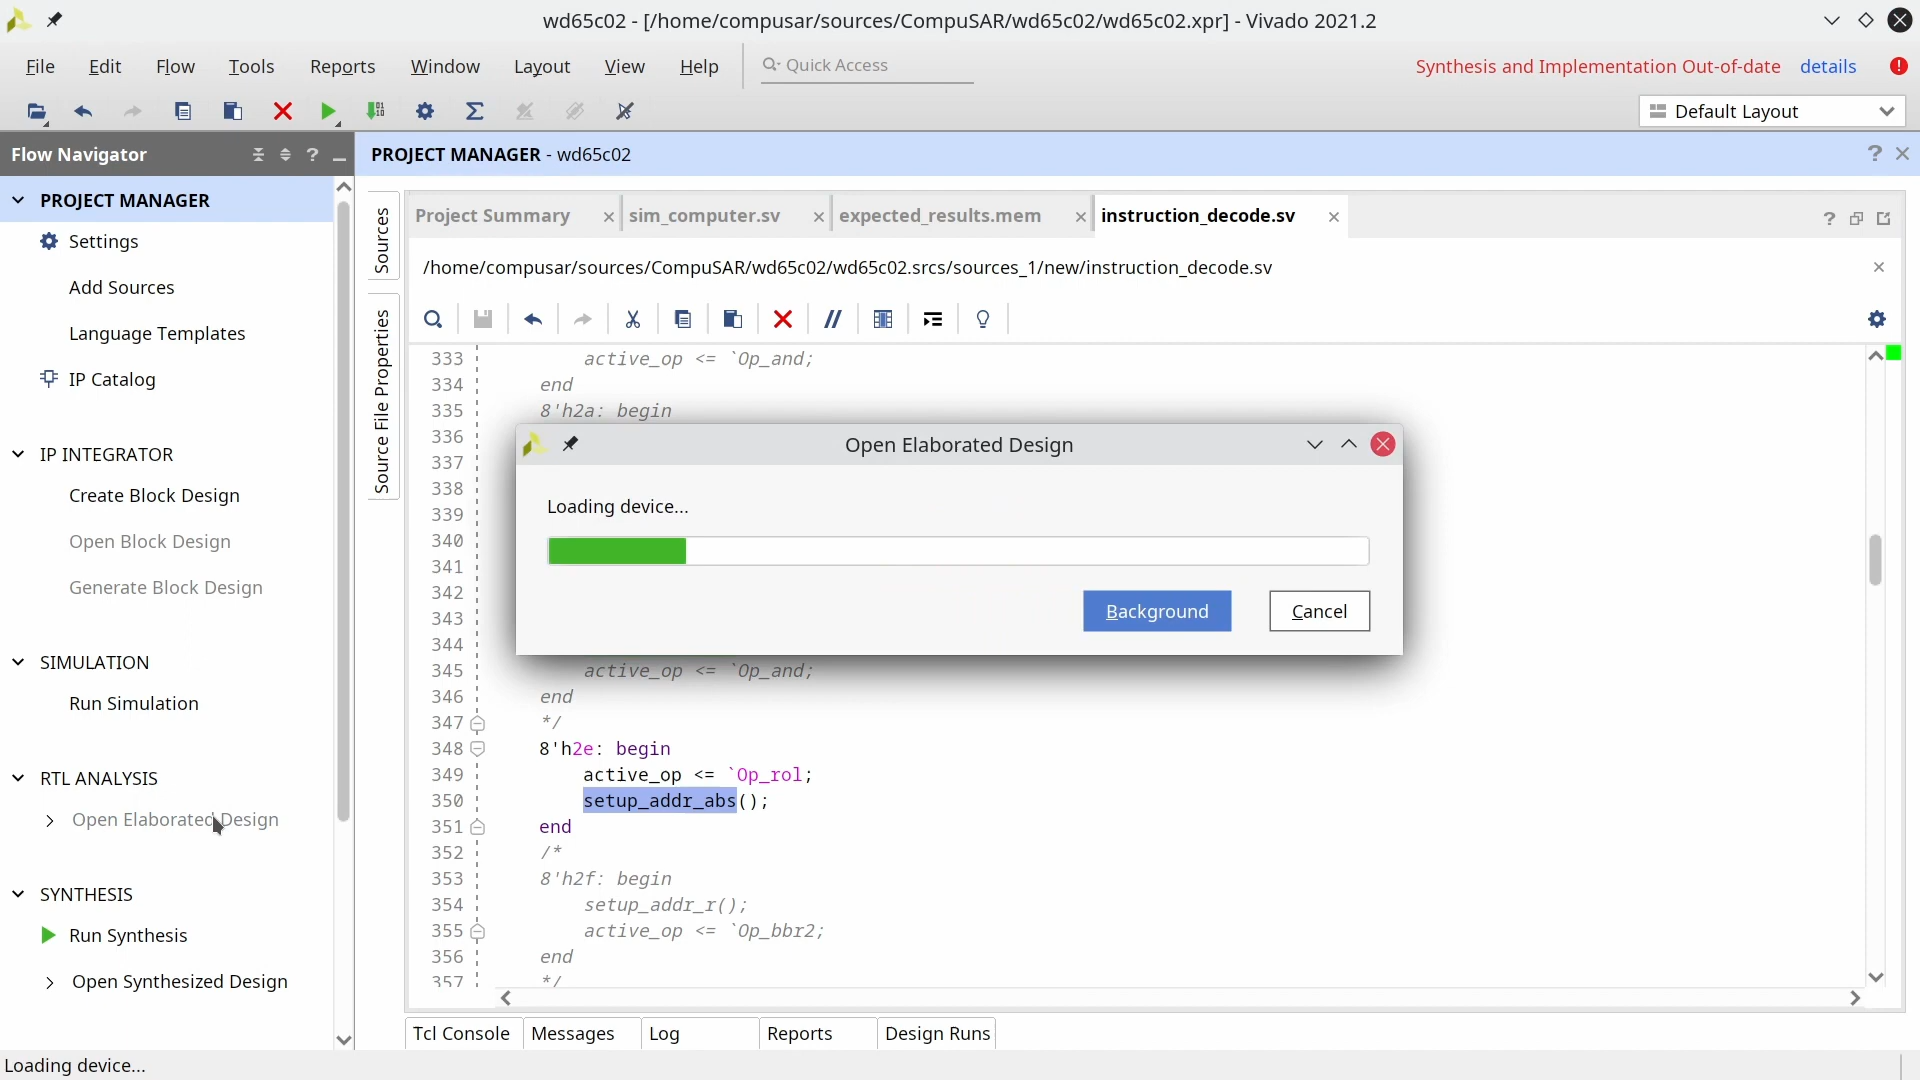 wd65c02 - [/home/compusar/sources/CompuSAR/wd65c02/wd65c02.xpr] - Vivado 2021.2
File Edit Flow Tools Reports Window Layout View Help Quick Access Synthesis and Implementation Out-of-date details
Default Layout
Flow Navigator
PROJECT MANAGER - wd65c02
PROJECT MANAGER
Settings
Add Sources
Language Templates
IP Catalog
IP INTEGRATOR
Create Block Design
Open Block Design
Generate Block Design
SIMULATION
Run Simulation
RTL ANALYSIS
Open Elaborated Design
SYNTHESIS
Run Synthesis
Open Synthesized Design
Sources
Source File Properties
Project Summary sim_computer.sv expected_results.mem instruction_decode.sv
/home/compusar/sources/CompuSAR/wd65c02/wd65c02.srcs/sources_1/new/instruction_decode.sv
333 active_op <= `Op_and;
334 end
335 8'h2a: begin
336
337
338
339
340
341
342
343
344
345 active_op <= `Op_and;
346 end
347 */
348 8'h2e: begin
349 active_op <= `Op_rol;
350 setup_addr_abs();
351 end
352 /*
353 8'h2f: begin
354 setup_addr_r();
355 active_op <= `Op_bbr2;
356 end
357 */
Open Elaborated Design
Loading device...
Background Cancel
Tcl Console Messages Log Reports Design Runs
Loading device...